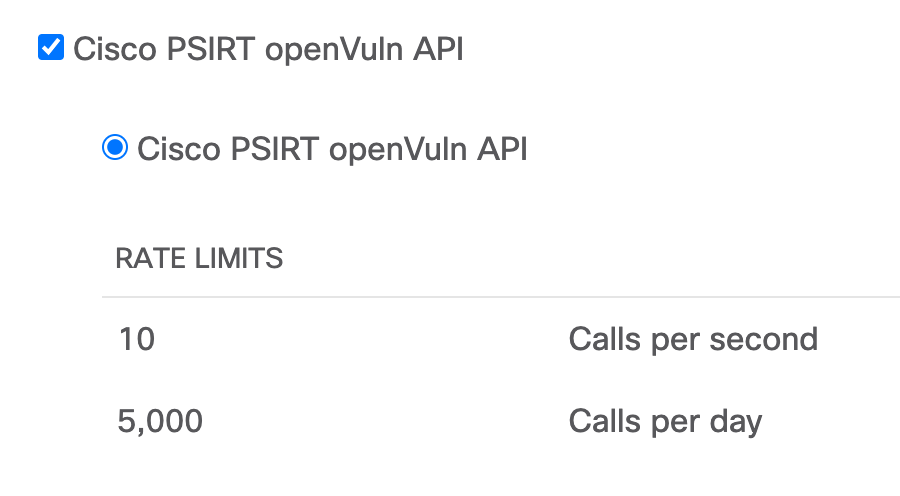 Cisco PSIRT openVuln API
Cisco PSIRT openVuln API
RATE LIMITS
10 Calls per second
5,000 Calls per day